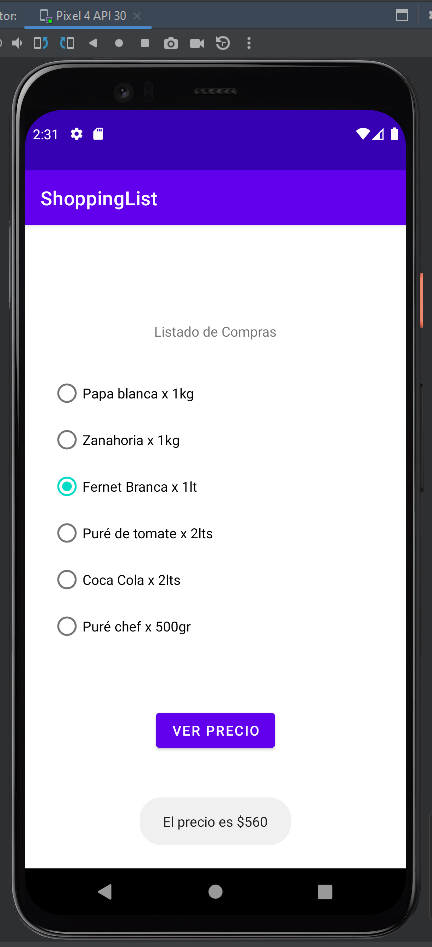 tor:
Pixel 4 API 30
2:31
ShoppingList
Listado de Compras
Papa blanca x 1kg
Zanahoria x 1kg
Fernet Branca x 1lt
Puré de tomate x 2lts
Coca Cola x 2lts
Puré chef x 500gr
VER PRECIO
El precio es $560